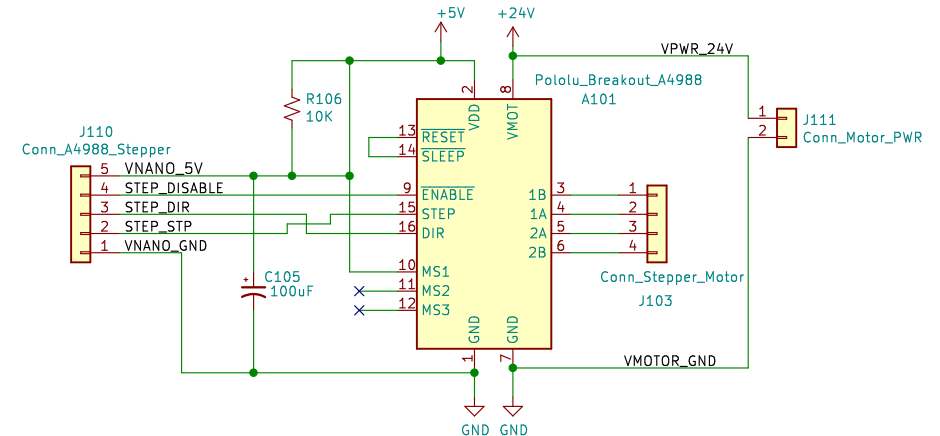 +5V
+24V
VPWR_24V
Pololu_Breakout_A4988
A101
2
8
R106
10K
VDD
VMOT
1
J111
2
Conn_Motor_PWR
J110
Conn_A4988_Stepper
13
RESET
14
SLEEP
5
VNANO_5V
4
STEP_DISABLE
9
ENABLE
1B
3
1
3
STEP_DIR
15
STEP
1A
4
2
2
STEP_STP
16
DIR
2A
5
3
1
VNANO_GND
2B
6
4
+
C105
100uF
10
MS1
11
MS2
12
MS3
Conn_Stepper_Motor
J103
GND
GND
1
7
VMOTOR_GND
GND
GND